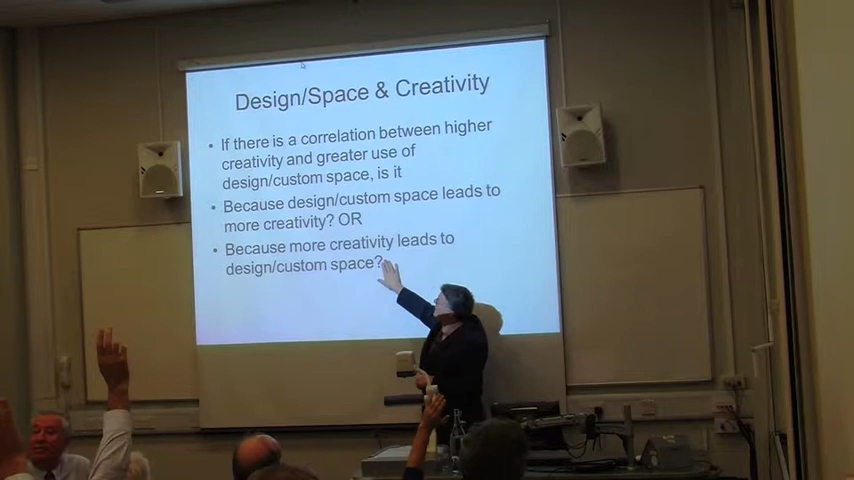 Design/Space & Creativity
• If there is a correlation between higher
creativity and greater use of
design/custom space, is it
• Because design/custom space leads to
more creativity? OR
• Because more creativity leads to
design/custom space?